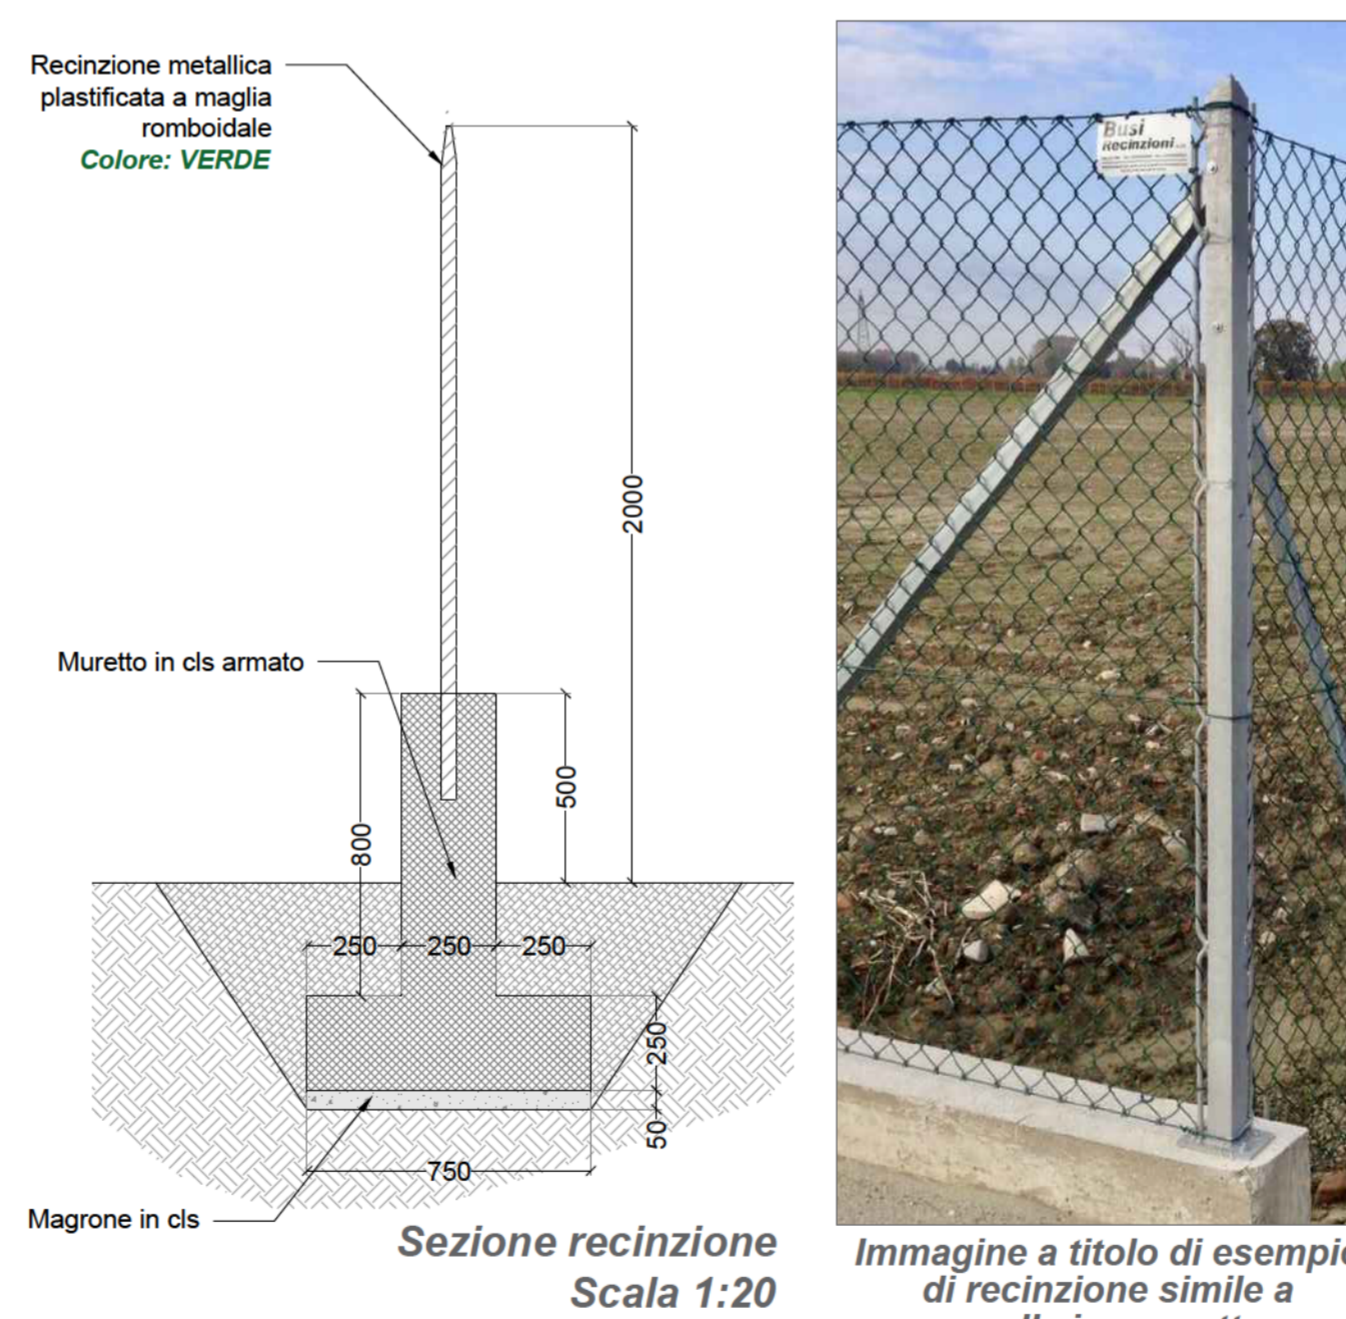 Recinzione metallica
plastificata a maglia
romboidale
Colore: VERDE
2000
Muretto in cls armato
500
800
250
250
250
250
50
750
Magrone in cls
Sezione recinzione
Scala 1:20
Busi
Recinzioni
Immagine a titolo di esempio
di recinzione simile a